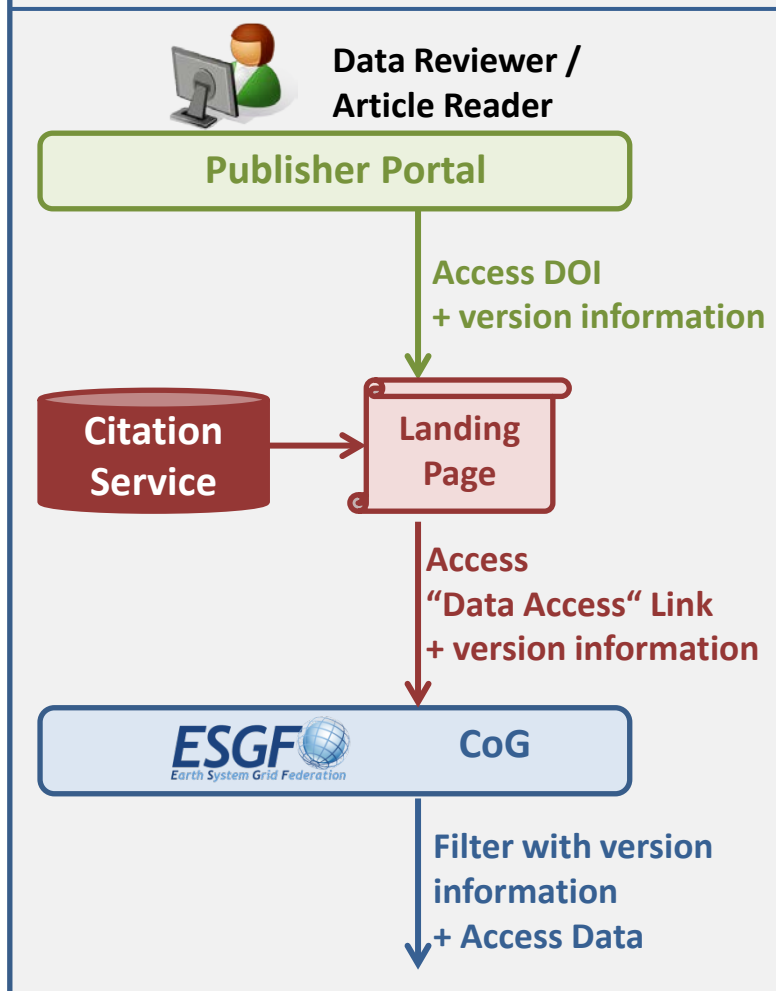 Data Reviewer /
Article Reader
Publisher Portal
Access DOI
+ version information
Citation
Service
Landing
Page
Access
“Data Access“ Link
+ version information
ESGF
Earth System Grid Federation
CoG
Filter with version
information
+ Access Data